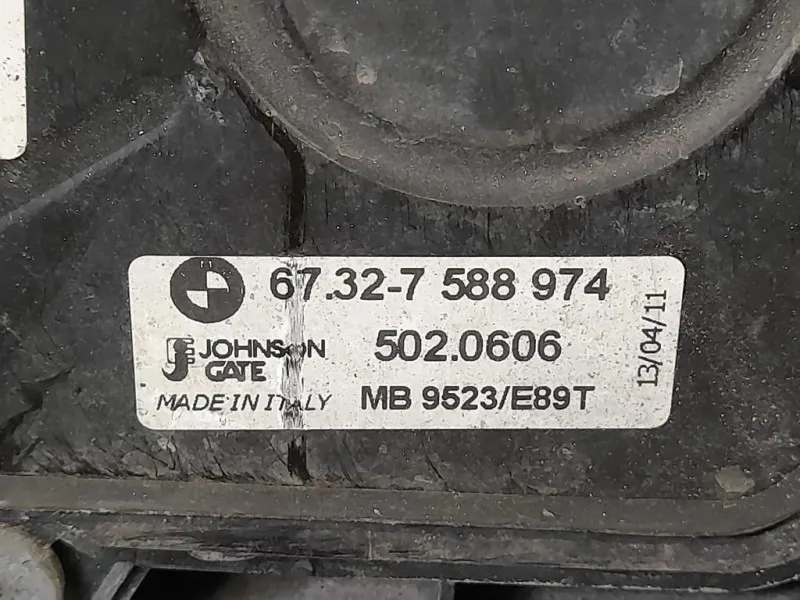 67.32-7 588 974
JOHNSON
GATE
502.0606
MADE IN ITALY
MB 9523/E89T
13/04/11